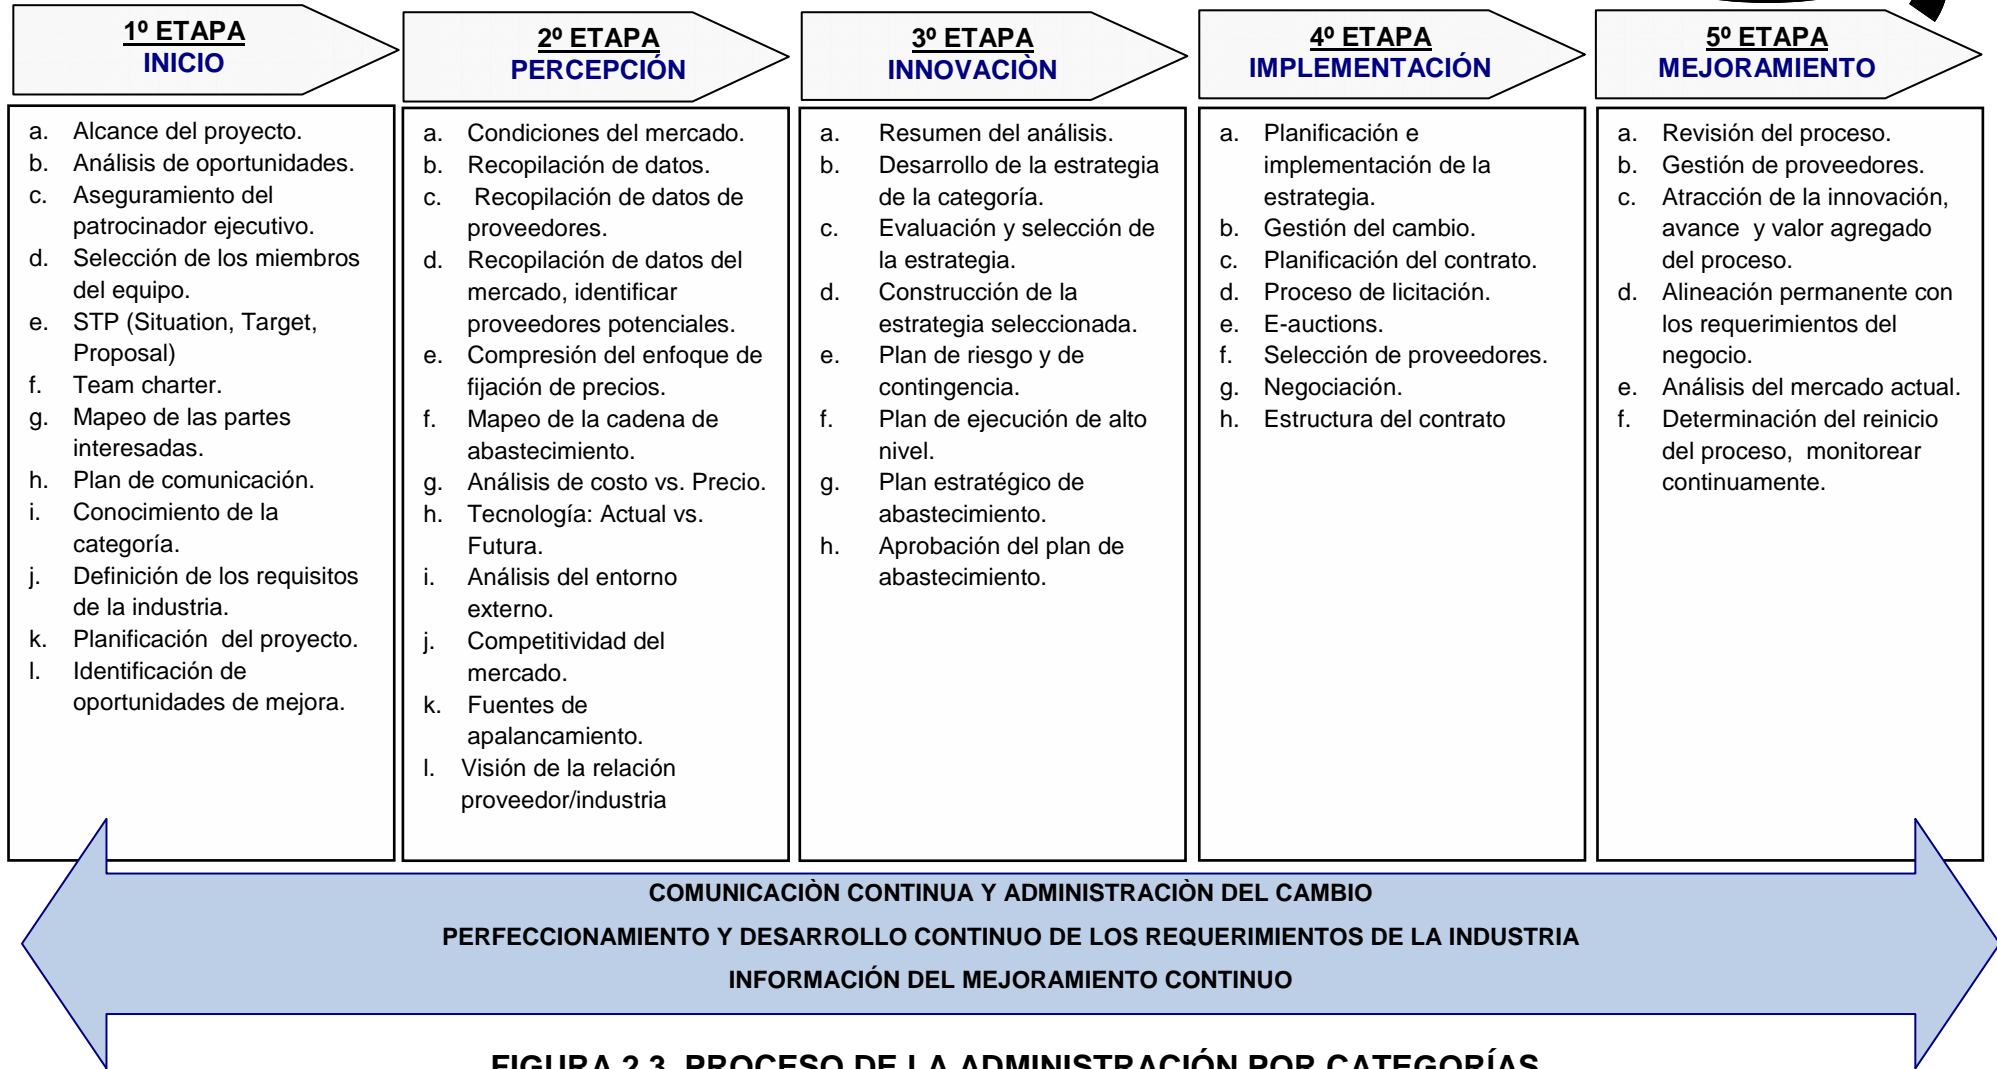 1º ETAPA
INICIO
a. Alcance del proyecto.
b. Análisis de oportunidades.
c. Aseguramiento del
patrocinador ejecutivo.
d. Selección de los miembros
del equipo.
e. STP (Situation, Target,
Proposal)
f. Team charter.
g. Mapeo de las partes
interesadas.
h. Plan de comunicación.
i. Conocimiento de la
categoría.
j. Definición de los requisitos
de la industria.
k. Planificación del proyecto.
l. Identificación de
oportunidades de mejora.
2º ETAPA
PERCEPCIÓN
a. Condiciones del mercado.
b. Recopilación de datos.
c. Recopilación de datos de
proveedores.
d. Recopilación de datos del
mercado, identificar
proveedores potenciales.
e. Compresión del enfoque de
fijación de precios.
f. Mapeo de la cadena de
abastecimiento.
g. Análisis de costo vs. Precio.
h. Tecnología: Actual vs.
Futura.
i. Análisis del entorno
externo.
j. Competitividad del
mercado.
k. Fuentes de
apalancamiento.
l. Visión de la relación
proveedor/industria
3º ETAPA
INNOVACIÒN
a. Resumen del análisis.
b. Desarrollo de la estrategia
de la categoría.
c. Evaluación y selección de
la estrategia.
d. Construcción de la
estrategia seleccionada.
e. Plan de riesgo y de
contingencia.
f. Plan de ejecución de alto
nivel.
g. Plan estratégico de
abastecimiento.
h. Aprobación del plan de
abastecimiento.
4º ETAPA
IMPLEMENTACIÓN
a. Planificación e
implementación de la
estrategia.
b. Gestión del cambio.
c. Planificación del contrato.
d. Proceso de licitación.
e. E-auctions.
f. Selección de proveedores.
g. Negociación.
h. Estructura del contrato
5º ETAPA
MEJORAMIENTO
a. Revisión del proceso.
b. Gestión de proveedores.
c. Atracción de la innovación,
avance y valor agregado
del proceso.
d. Alineación permanente con
los requerimientos del
negocio.
e. Análisis del mercado actual.
f. Determinación del reinicio
del proceso, monitorear
continuamente.
COMUNICACIÒN CONTINUA Y ADMINISTRACIÒN DEL CAMBIO
PERFECCIONAMIENTO Y DESARROLLO CONTINUO DE LOS REQUERIMIENTOS DE LA INDUSTRIA
INFORMACIÓN DEL MEJORAMIENTO CONTINUO
FIGURA 2.3. PROCESO DE LA ADMINISTRACIÓN POR CATEGORÍAS